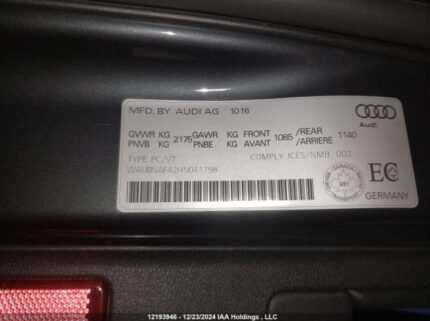 MFD. BY AUDI AG 10.16
GVWR KG 2175 GAWR KG FRONT 1085 /REAR 1140
PNVB KG PNBE KG AVANT /ARRIERE
TYPE PC/VT COMPLY ICES/NMB-002
WAUBNAF42HN041798
Audi
GERMANY
EC
12193946 - 12/23/2024 IAA Holdings, LLC